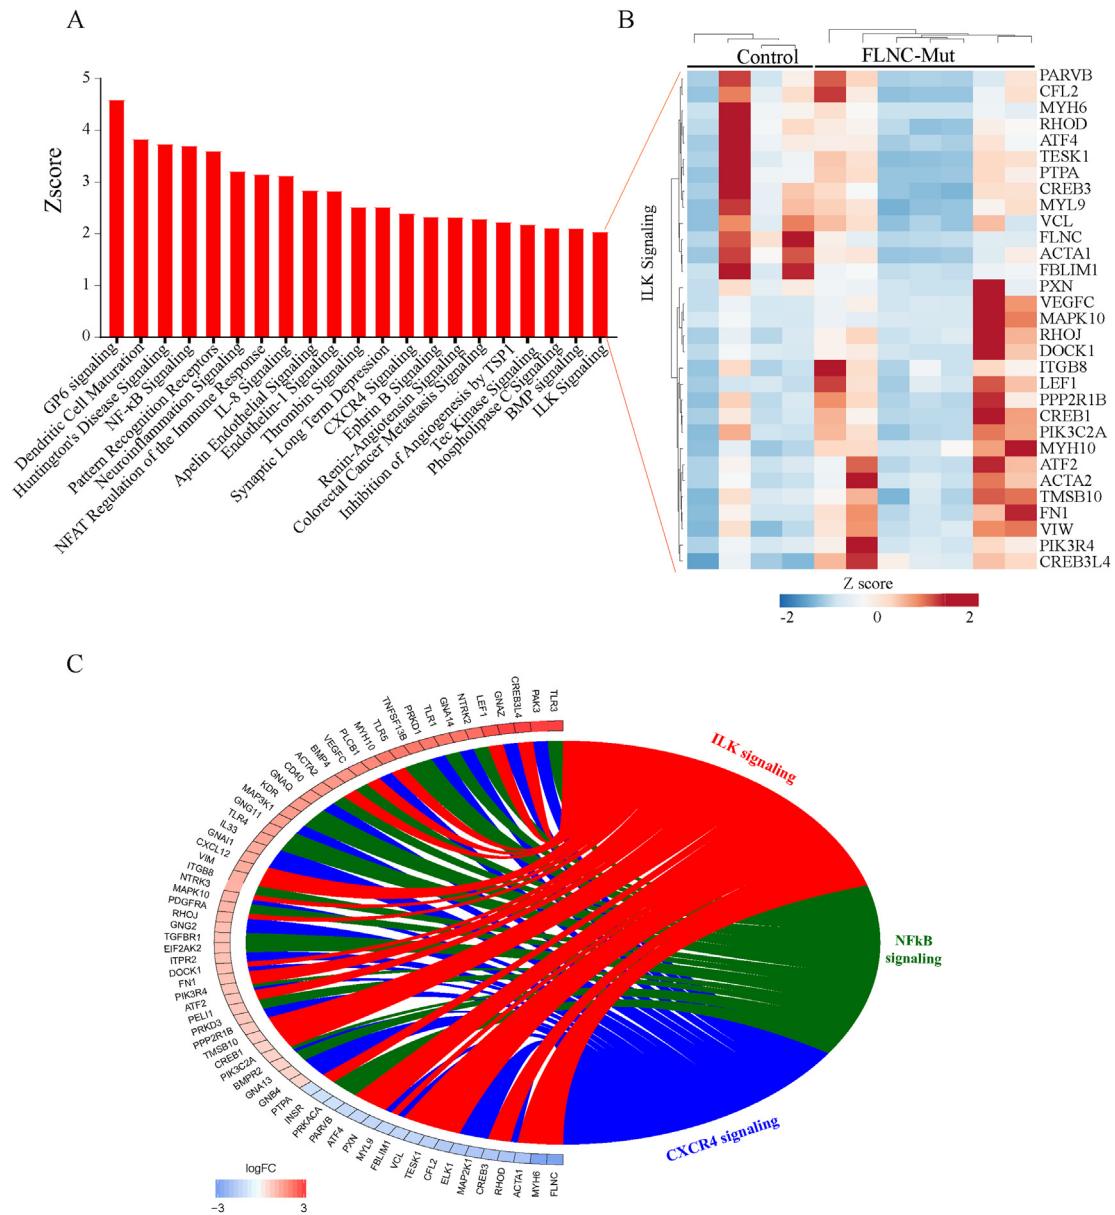 A
B
5
4
3
2
1
0
Zscore
GP6 signaling
Dendritic Cell Maturation
Huntington's Disease Signaling
NF-κB Signaling
Pattern Recognition Receptors
Neuroinflammation Signaling
NFAT Regulation of the Immune Response
IL-8 Signaling
Apelin Endothelial Signaling
Endothelin-1 Signaling
Thrombin Signaling
Synaptic Long Term Depression
CXCR4 Signaling
Ephrin B Signaling
Renin-Angiotensin Signaling
Colorectal Cancer Metastasis Signaling
Inhibition of Angiogenesis by TSP1
Tec Kinase Signaling
Phospholipase C Signaling
BMP signaling
ILK Signaling
Control
FLNC-Mut
ILK Signaling
PARVB
CFL2
MYH6
RHOD
ATF4
TESK1
PTPA
CREB3
MYL9
VCL
FLNC
ACTA1
FBLIM1
PXN
VEGFC
MAPK10
RHOJ
DOCK1
ITGB8
LEF1
PPP2R1B
CREB1
PIK3C2A
MYH10
ATF2
ACTA2
TMSB10
FN1
VIW
PIK3R4
CREB3L4
Z score
-2
0
2
C
TLR3
PAK3
CREB3L4
GNAZ
LEF1
NTRK2
GNA14
TLR1
PRKD1
TNFSF13B
TLR5
MYH10
PLCB1
VEGFC
BMP4
ACTA2
CD40
GNAQ
KDR
MAP3K1
GNG11
TLR4
IL33
GNAI1
CXCL12
VIM
ITGB8
NTRK3
MAPK10
PDGFRA
RHOJ
GNG2
TGFBR1
EIF2AK2
ITPR2
DOCK1
FN1
PIK3R4
ATF2
PELI1
PRKD3
PPP2R1B
TMSB10
CREB1
PIK3C2A
BMPR2
GNA13
GNB4
PTPA
INSR
PRKACA
PARVB
ATF4
PXN
MYL9
FBLIM1
VCL
TESK1
CFL2
ELK1
MAP2K1
CREB3
RHOD
ACTA1
MYH6
FLNC
ILK signaling
NFkB
signaling
CXCR4 signaling
logFC
−3
3